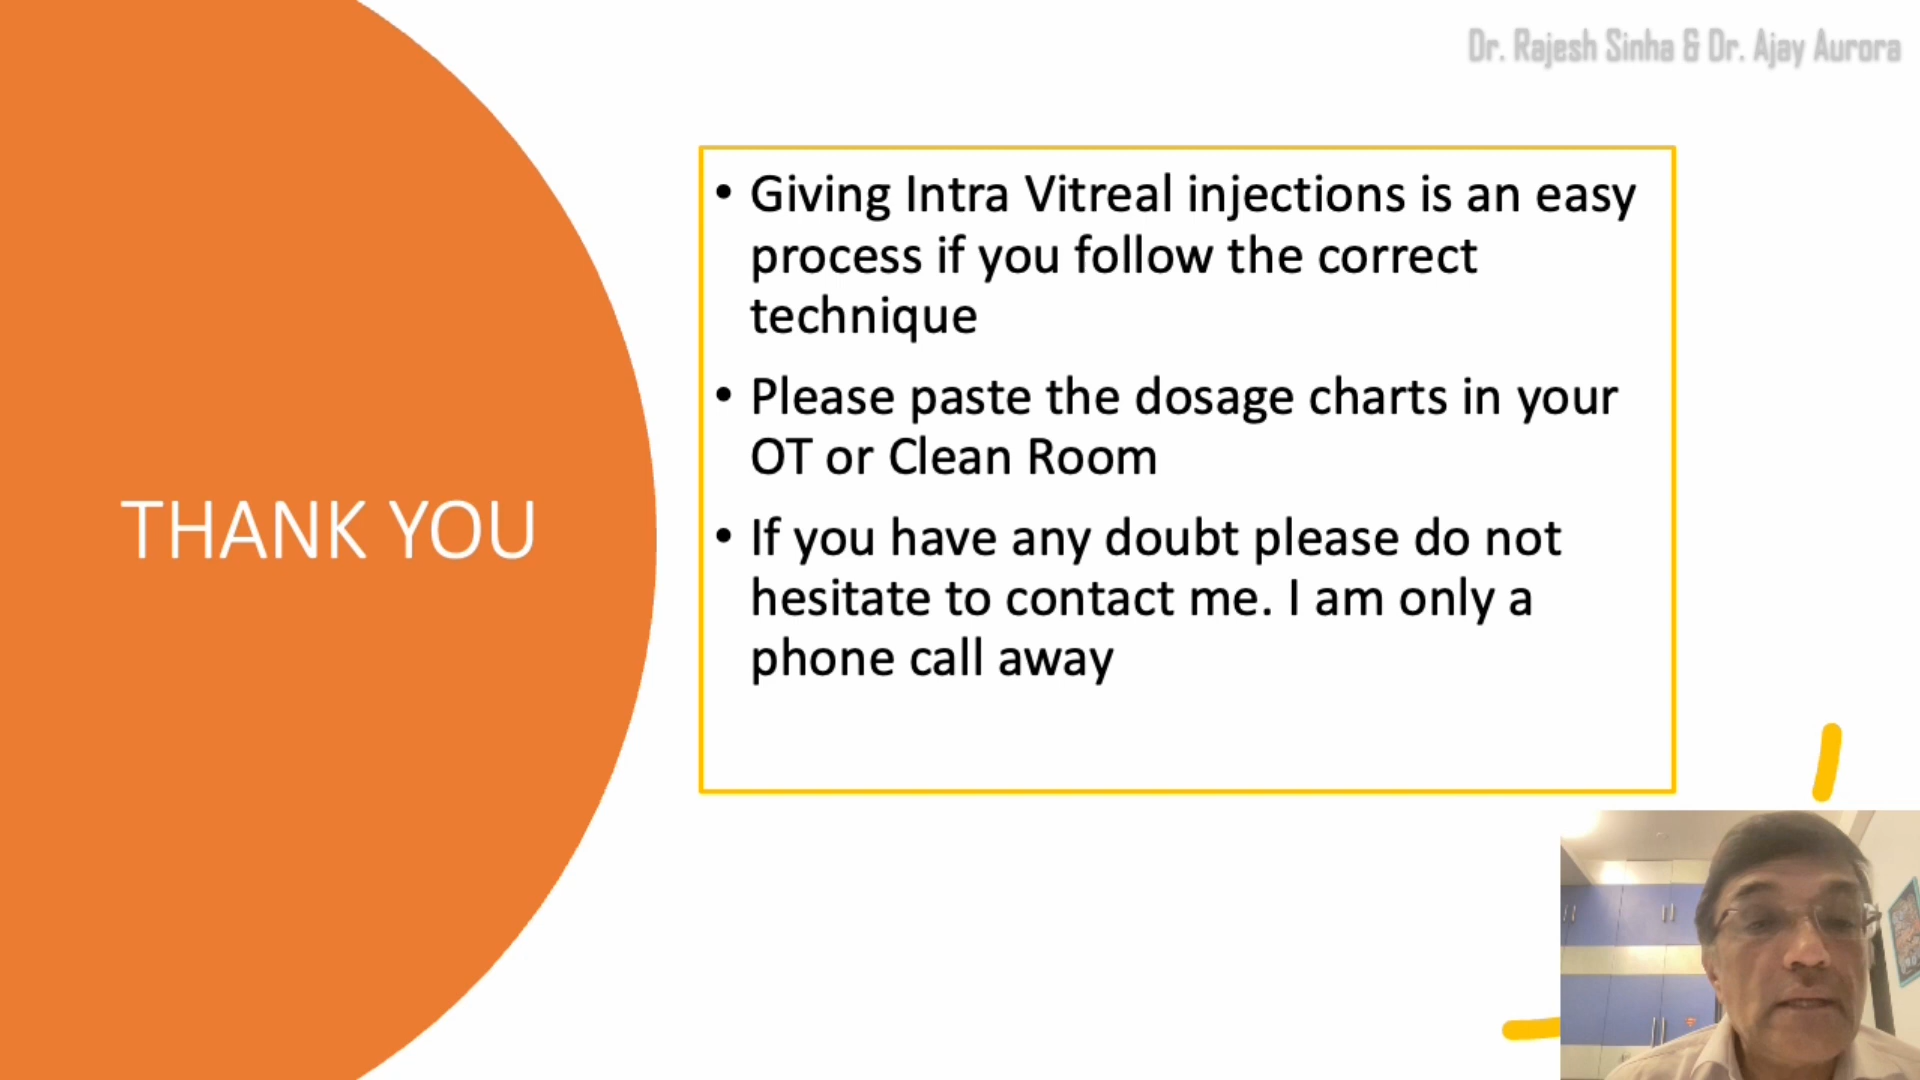 Dr. Rajesh Sinha & Dr. Ajay Aurora
THANK YOU
• Giving Intra Vitreal injections is an easy
process if you follow the correct
technique
• Please paste the dosage charts in your
OT or Clean Room
• If you have any doubt please do not
hesitate to contact me. I am only a
phone call away